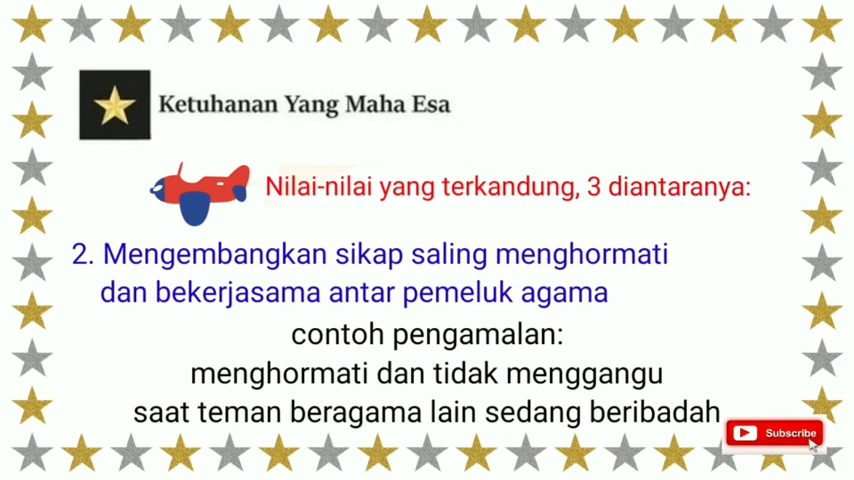 Ketuhanan Yang Maha Esa
Nilai-nilai yang terkandung, 3 diantaranya:
2. Mengembangkan sikap saling menghormati
dan bekerjasama antar pemeluk agama
contoh pengamalan:
menghormati dan tidak menggangu
saat teman beragama lain sedang beribadah
Subscribe